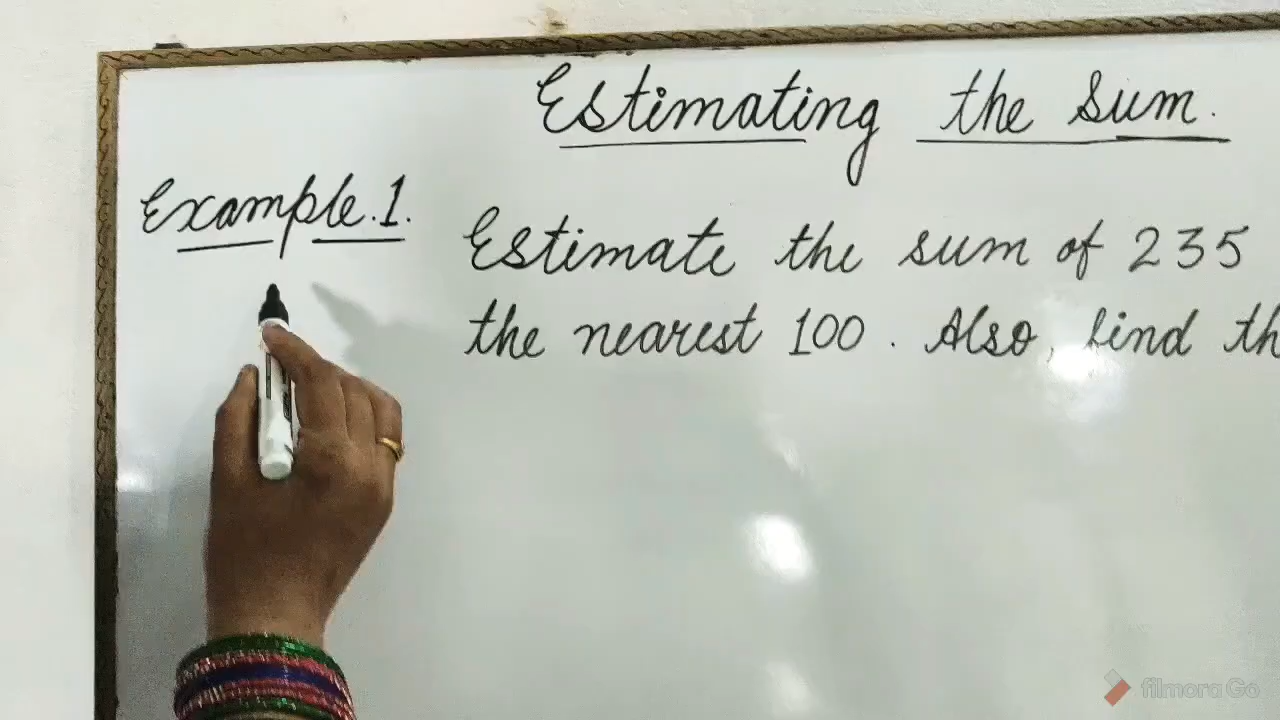 Estimating the Sum.
Example.1.
Estimate the sum of 235
the nearest 100. Also, find th
filmora Go